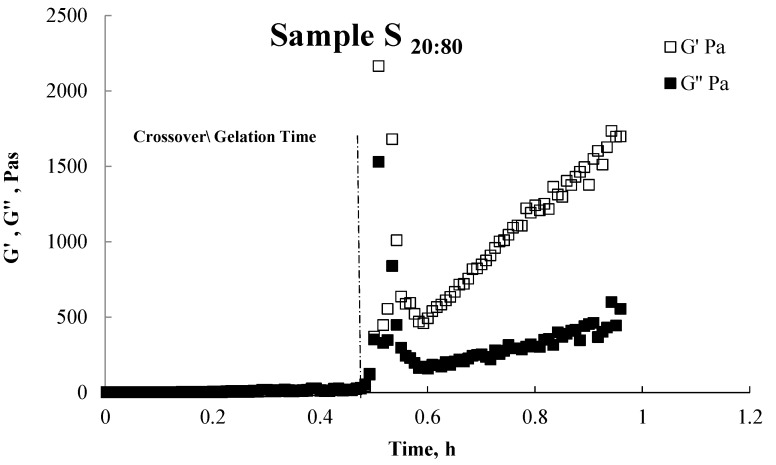 Sample S 20:80
G' Pa
G" Pa
Crossover\ Gelation Time
G' , G" , Pas
2500
2000
1500
1000
500
0
0
0.2
0.4
0.6
0.8
1
1.2
Time, h